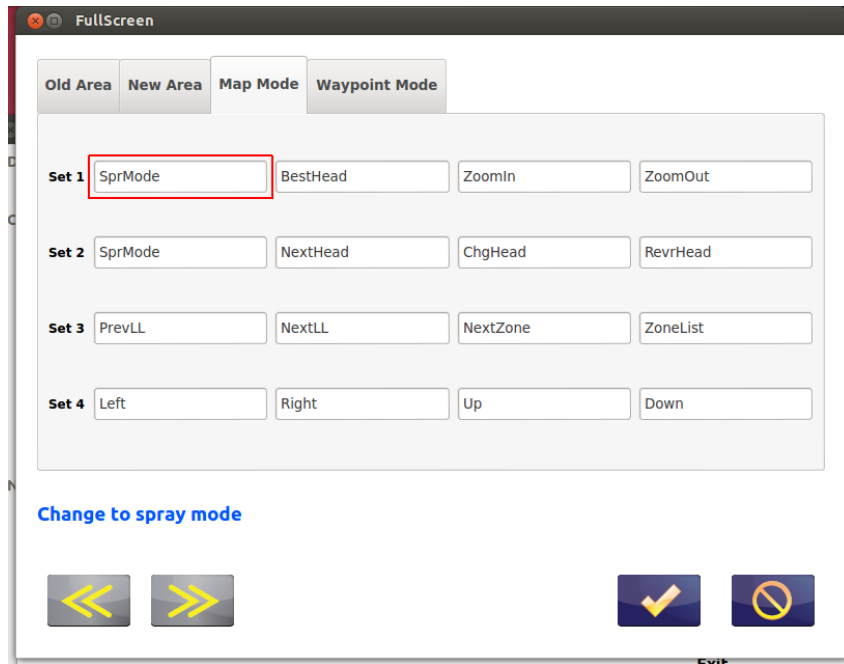 FullScreen
Old Area New Area Map Mode Waypoint Mode
Set 1 SprMode BestHead ZoomIn ZoomOut
Set 2 SprMode NextHead ChgHead RevrHead
Set 3 PrevLL NextLL NextZone ZoneList
Set 4 Left Right Up Down
Change to spray mode
Exit